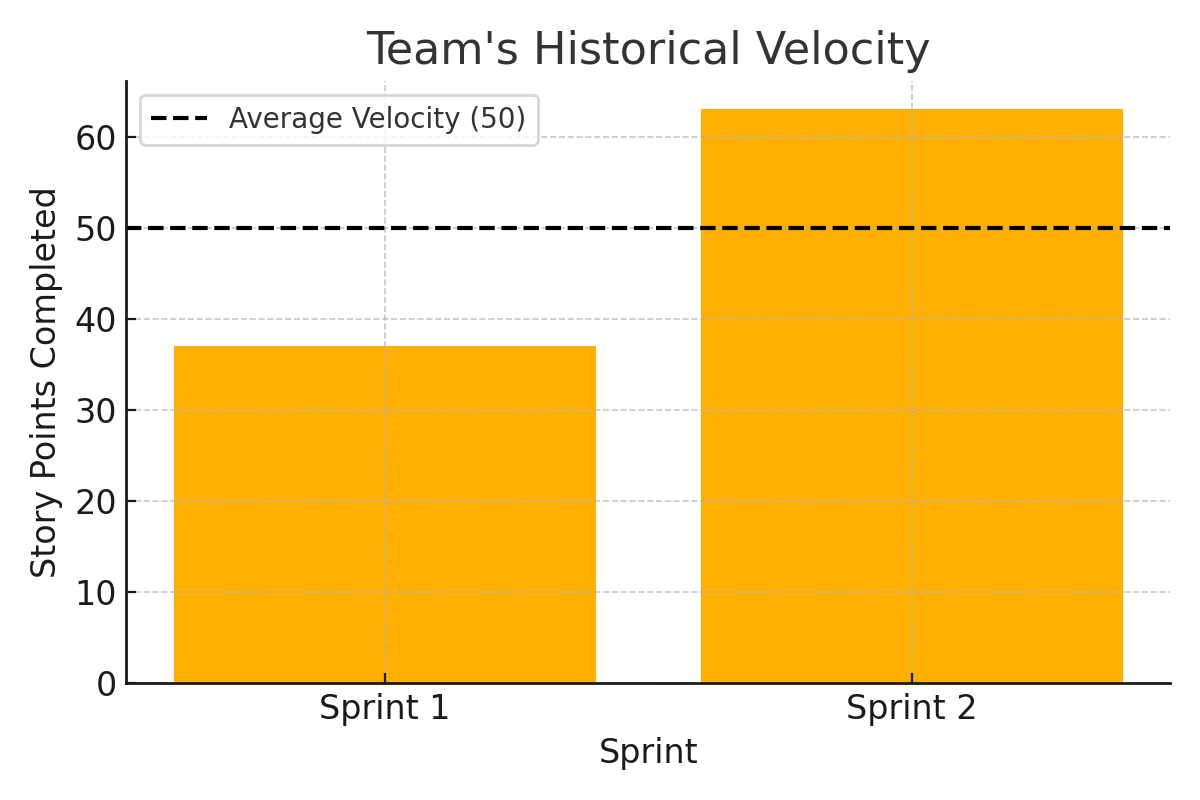 Team's Historical Velocity
Average Velocity (50)
Story Points Completed
60
50
40
30
20
10
0
Sprint 1
Sprint 2
Sprint